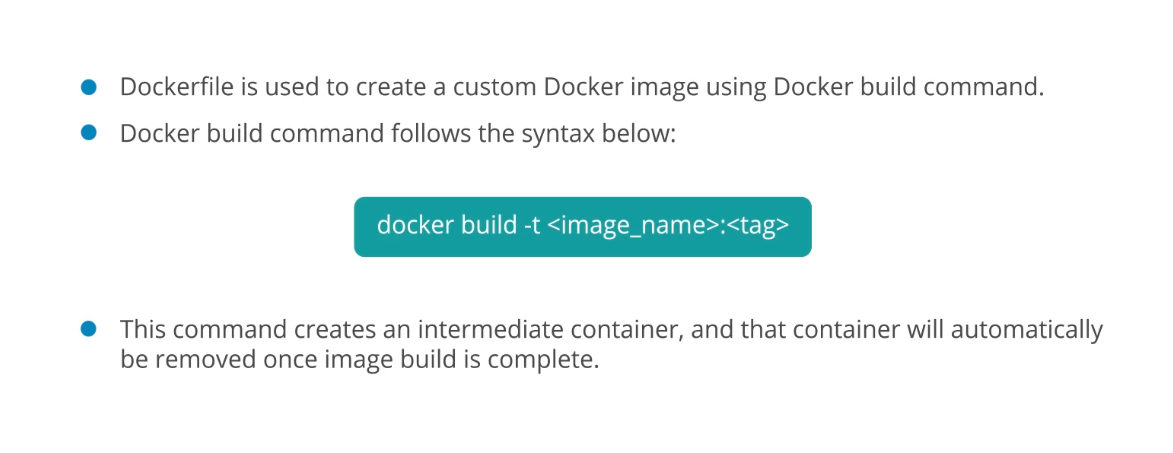 Dockerfile is used to create a custom Docker image using Docker build command.
Docker build command follows the syntax below:
docker build -t <image_name>:<tag>
This command creates an intermediate container, and that container will automatically
be removed once image build is complete.